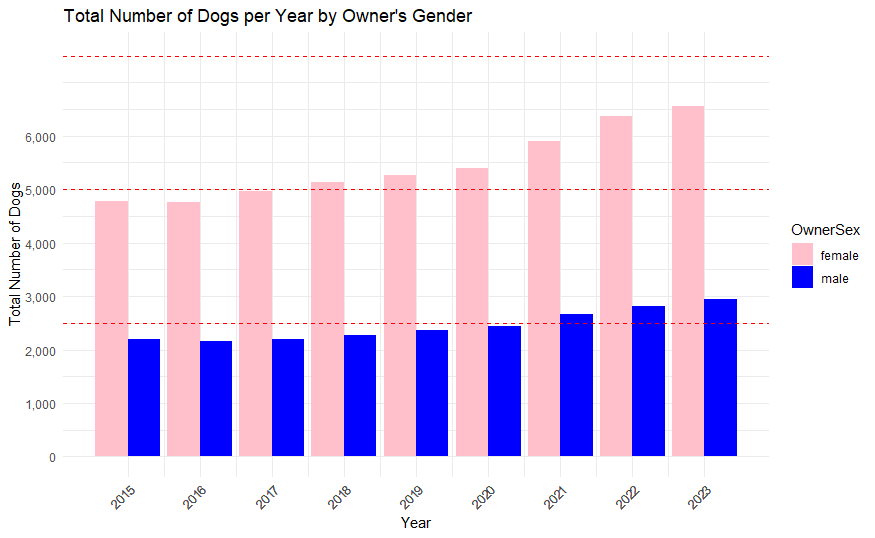 Total Number of Dogs per Year by Owner's Gender
Total Number of Dogs
6,000
5,000
4,000
3,000
2,000
1,000
0
2015
2016
2017
2018
2019
2020
2021
2022
2023
Year
OwnerSex
female
male